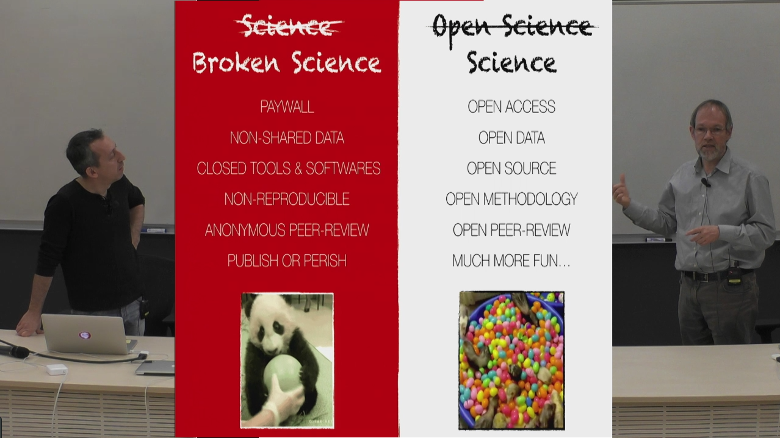 Science
Broken Science
PAYWALL
NON-SHARED DATA
CLOSED TOOLS & SOFTWARES
NON-REPRODUCIBLE
ANONYMOUS PEER-REVIEW
PUBLISH OR PERISH
Open Science
Science
OPEN ACCESS
OPEN DATA
OPEN SOURCE
OPEN METHODOLOGY
OPEN PEER-REVIEW
MUCH MORE FUN...